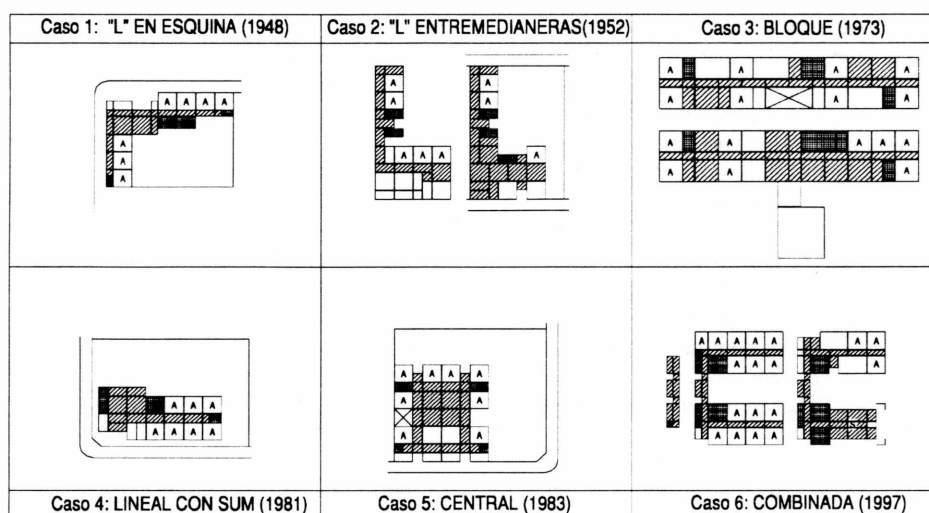 Caso 1: "L" EN ESQUINA (1948)
A A A A
A
A
A
Caso 2: "L" ENTREMEDIANERAS(1952)
A
A
A A A
A
A
A
Caso 3: BLOQUE (1973)
A A A A
A A A A
A A A A A
A A A
A A A
A A A A
Caso 4: LINEAL CON SUM (1981)
A A A A
A A
A A
Caso 5: CENTRAL (1983)
A A A A A
A A A
A A A
A A A A
A A
A
Caso 6: COMBINADA (1997)